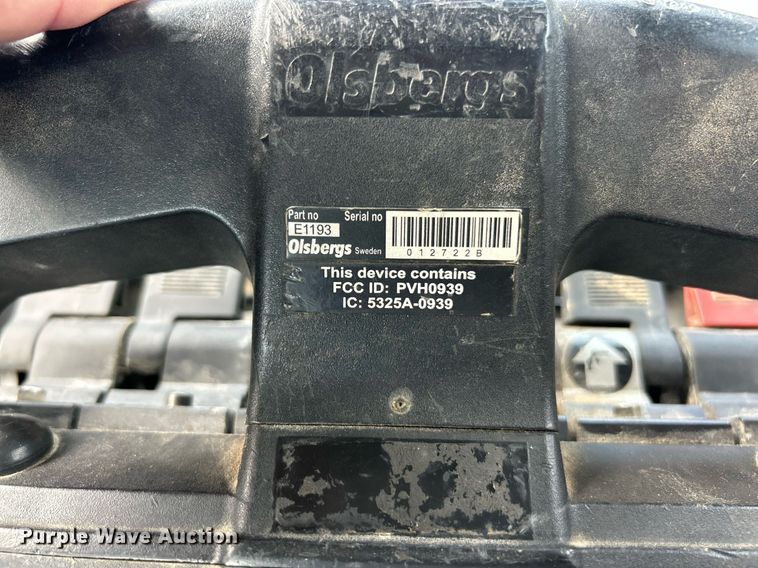 Olsbergs
Part no Serial no
E1193
012722B
Olsbergs Sweden
This device contains
FCC ID: PVH0939
IC: 5325A-0939
Purple Wave Auction